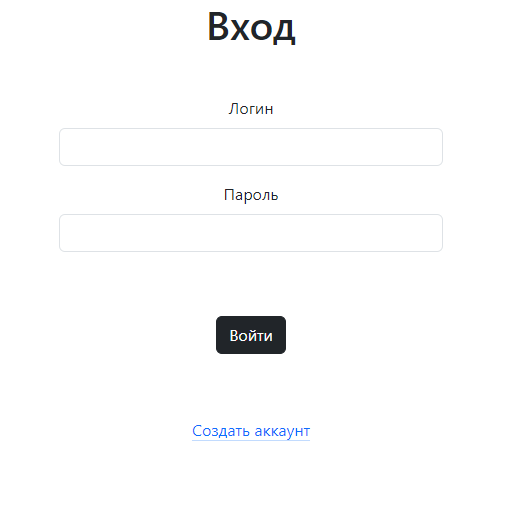 Вход
Логин
Пароль
Войти
Создать аккаунт